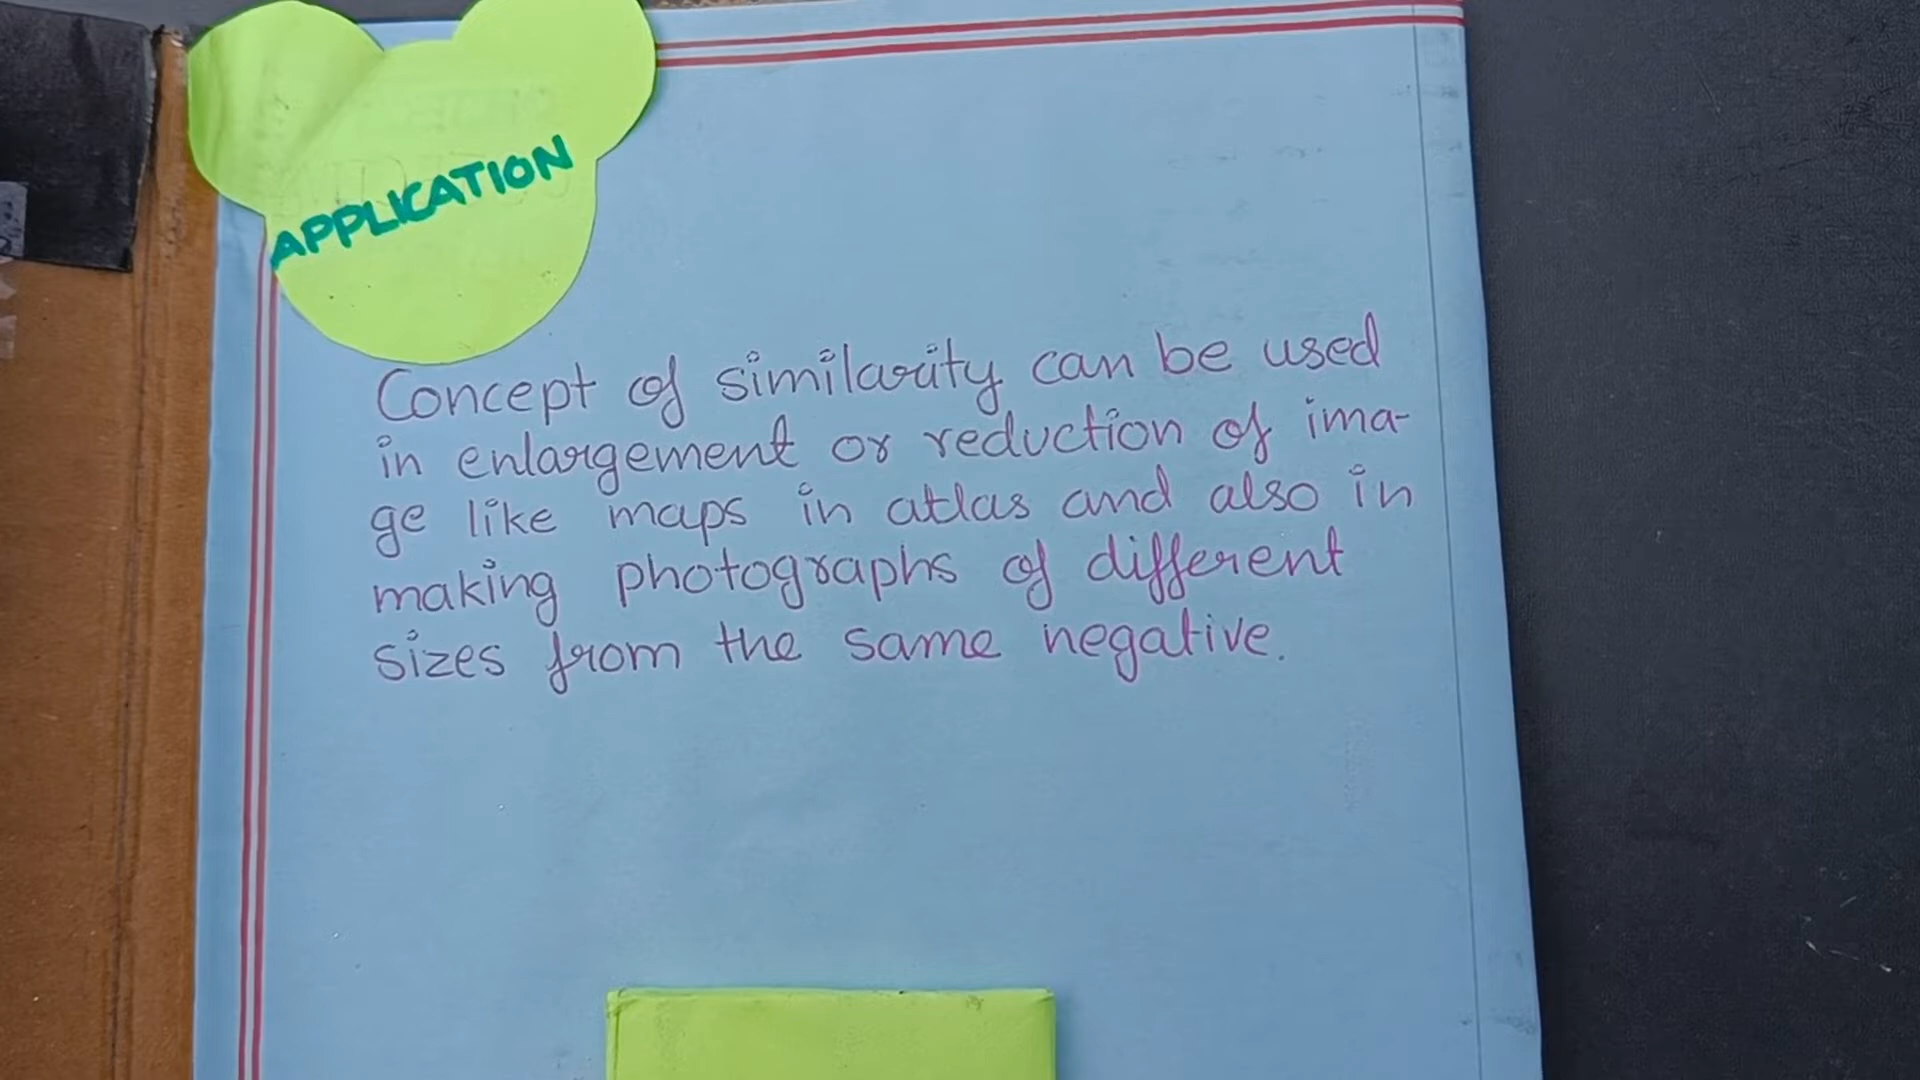 APPLICATION
Concept of similarity can be used
in enlargement or reduction of ima-
ge like maps in atlas and also in
making photographs of different
sizes from the same negative.